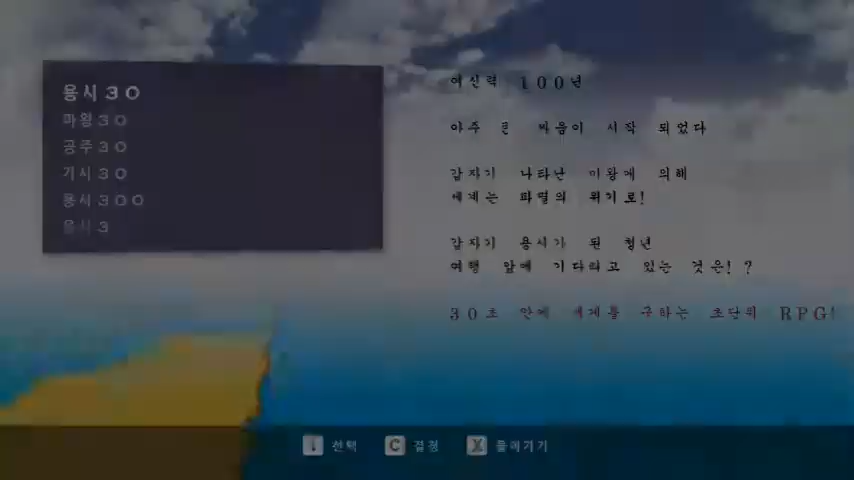 용사30
마왕30
공주30
기사30
용사300
용사3
여신력 100년
아주 큰 싸움이 시작 되었다
갑자기 나타난 마왕에 의해
세계는 파멸의 위기로!
갑자기 용사가 된 청년
여행 앞에 기다리고 있는 것은! ?
30초 안에 세계를 구하는 초단위 RPG!
선택 C 결정 X 돌아가기